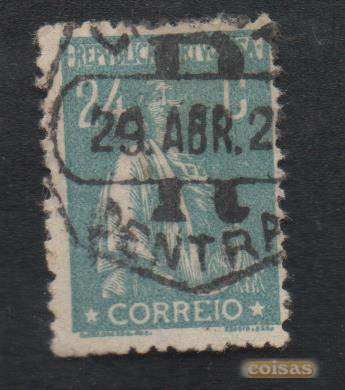 REPUBLICA PORTUGUESA
24 C
29. ABR. 2
CENTRA
CORREIO
coisas